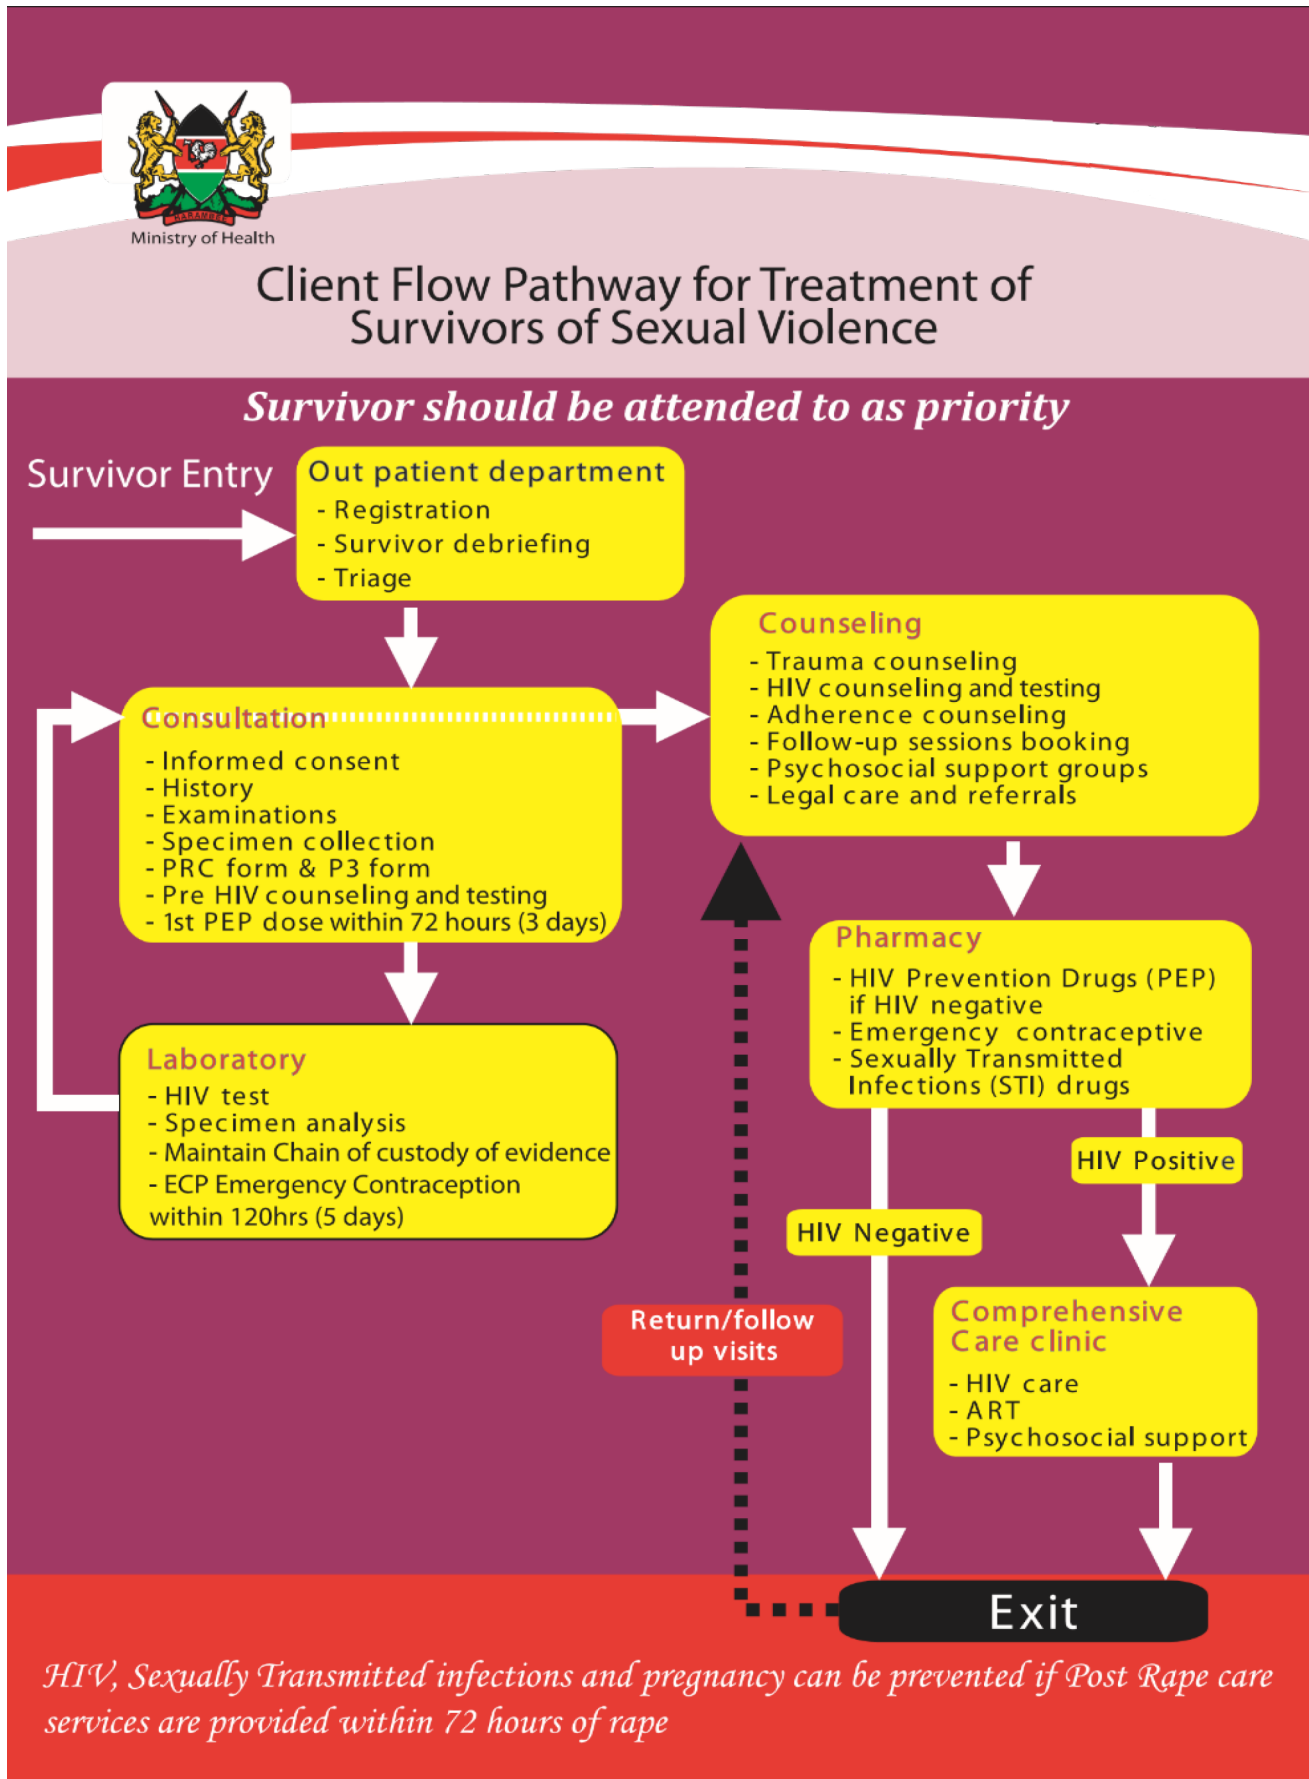 HARAMBEE
Ministry of Health
Client Flow Pathway for Treatment of
Survivors of Sexual Violence
Survivor should be attended to as priority
Survivor Entry
Out patient department
- Registration
- Survivor debriefing
- Triage
Consultation
- Informed consent
- History
- Examinations
- Specimen collection
- PRC form & P3 form
- Pre HIV counseling and testing
- 1st PEP dose within 72 hours (3 days)
Laboratory
- HIV test
- Specimen analysis
- Maintain Chain of custody of evidence
- ECP Emergency Contraception
within 120hrs (5 days)
Counseling
- Trauma counseling
- HIV counseling and testing
- Adherence counseling
- Follow-up sessions booking
- Psychosocial support groups
- Legal care and referrals
Pharmacy
- HIV Prevention Drugs (PEP)
if HIV negative
- Emergency contraceptive
- Sexually Transmitted
Infections (STI) drugs
HIV Positive
HIV Negative
Comprehensive
Care clinic
- HIV care
- ART
- Psychosocial support
Return/follow
up visits
Exit
HIV, Sexually Transmitted infections and pregnancy can be prevented if Post Rape care
services are provided within 72 hours of rape